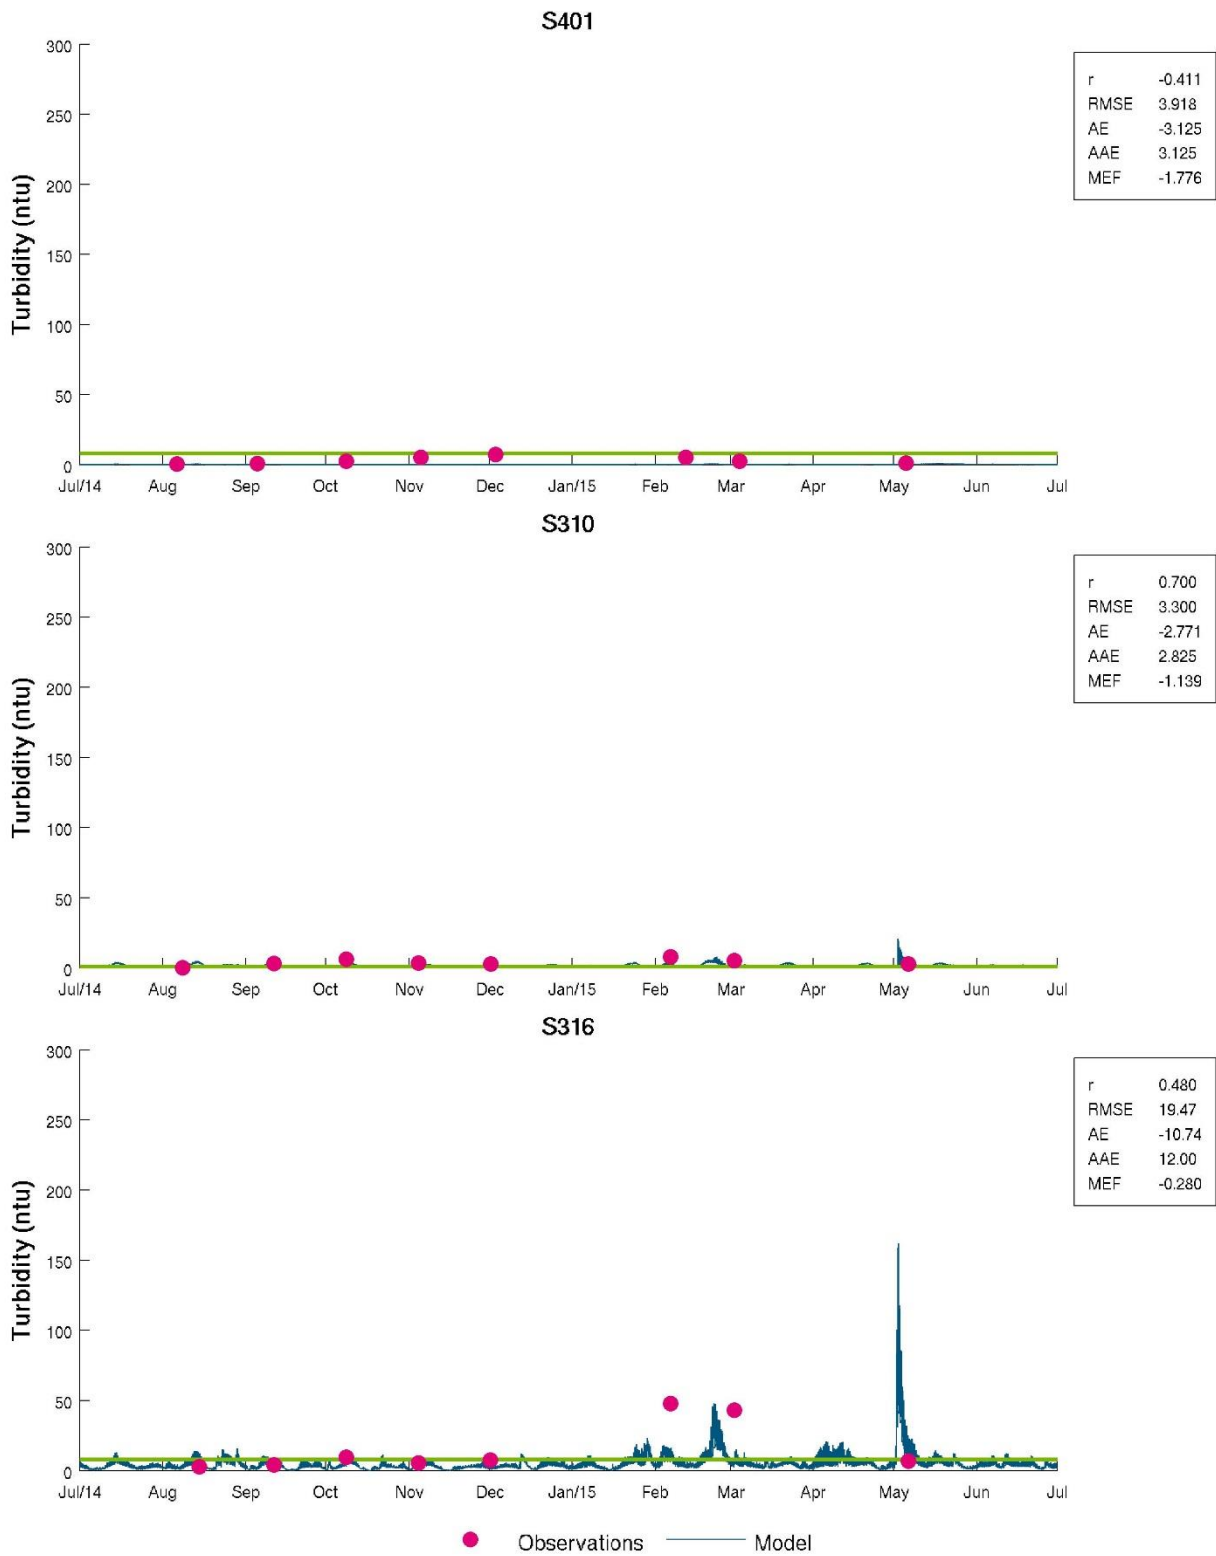 S401
300
250
200
150
100
50
0
Turbidity (ntu)
Jul/14 Aug Sep Oct Nov Dec Jan/15 Feb Mar Apr May Jun Jul
r -0.411
RMSE 3.918
AE -3.125
AAE 3.125
MEF -1.776
S310
300
250
200
150
100
50
0
Turbidity (ntu)
Jul/14 Aug Sep Oct Nov Dec Jan/15 Feb Mar Apr May Jun Jul
r 0.700
RMSE 3.300
AE -2.771
AAE 2.825
MEF -1.139
S316
300
250
200
150
100
50
0
Turbidity (ntu)
Jul/14 Aug Sep Oct Nov Dec Jan/15 Feb Mar Apr May Jun Jul
r 0.480
RMSE 19.47
AE -10.74
AAE 12.00
MEF -0.280
Observations Model